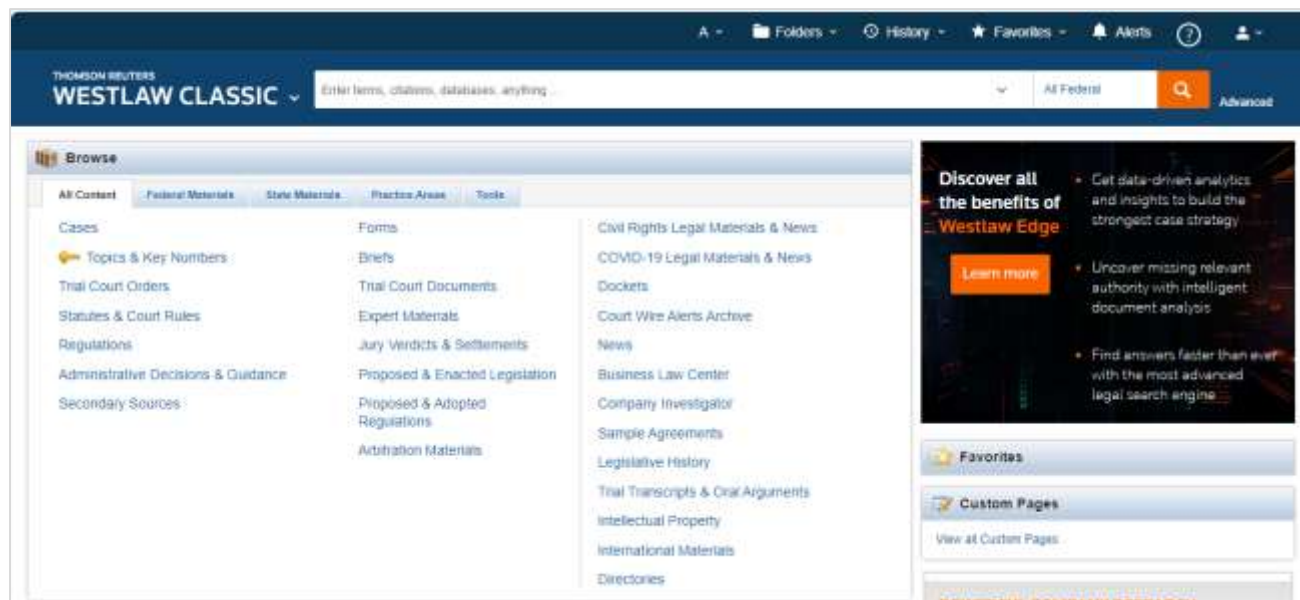 A
Folders
History
Favorites
Alerts
?
THOMSON REUTERS
WESTLAW CLASSIC
Enter terms, citations, databases, anything ...
All Federal
Advanced
Browse
All Content
Federal Materials
State Materials
Practice Areas
Tools
Cases
Topics & Key Numbers
Trial Court Orders
Statutes & Court Rules
Regulations
Administrative Decisions & Guidance
Secondary Sources
Forms
Briefs
Trial Court Documents
Expert Materials
Jury Verdicts & Settlements
Proposed & Enacted Legislation
Proposed & Adopted
Regulations
Arbitration Materials
Civil Rights Legal Materials & News
COVID-19 Legal Materials & News
Dockets
Court Wire Alerts Archive
News
Business Law Center
Company Investigator
Sample Agreements
Legislative History
Trial Transcripts & Oral Arguments
Intellectual Property
International Materials
Directories
Discover all
the benefits of
Westlaw Edge
Learn more
• Get data-driven analytics
and insights to build the
strongest case strategy
• Uncover missing relevant
authority with intelligent
document analysis
• Find answers faster than ever
with the most advanced
legal search engine
Favorites
Custom Pages
View all Custom Pages